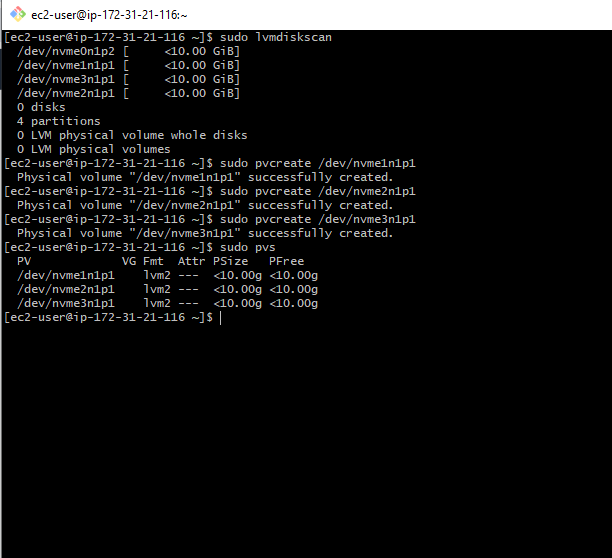 ec2-user@ip-172-31-21-116:~
[ec2-user@ip-172-31-21-116 ~]$ sudo lvmdiskscan
  /dev/nvme0n1p2 [     <10.00 GiB]
  /dev/nvme1n1p1 [     <10.00 GiB]
  /dev/nvme3n1p1 [     <10.00 GiB]
  /dev/nvme2n1p1 [     <10.00 GiB]
  0 disks
  4 partitions
  0 LVM physical volume whole disks
  0 LVM physical volumes
[ec2-user@ip-172-31-21-116 ~]$ sudo pvcreate /dev/nvme1n1p1
  Physical volume "/dev/nvme1n1p1" successfully created.
[ec2-user@ip-172-31-21-116 ~]$ sudo pvcreate /dev/nvme2n1p1
  Physical volume "/dev/nvme2n1p1" successfully created.
[ec2-user@ip-172-31-21-116 ~]$ sudo pvcreate /dev/nvme3n1p1
  Physical volume "/dev/nvme3n1p1" successfully created.
[ec2-user@ip-172-31-21-116 ~]$ sudo pvs
  PV             VG Fmt  Attr PSize   PFree
  /dev/nvme1n1p1    lvm2 ---  <10.00g <10.00g
  /dev/nvme2n1p1    lvm2 ---  <10.00g <10.00g
  /dev/nvme3n1p1    lvm2 ---  <10.00g <10.00g
[ec2-user@ip-172-31-21-116 ~]$